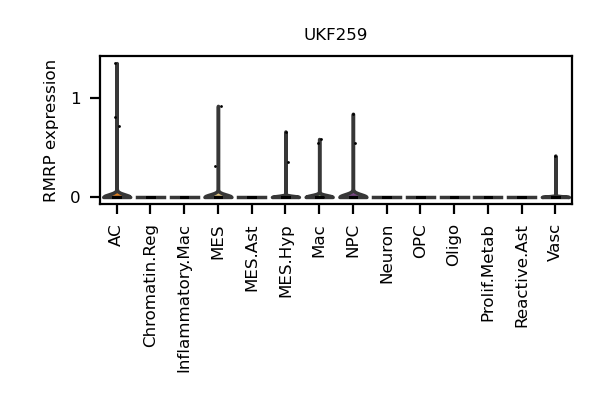 UKF259
RMRP expression
1
0
AC
Chromatin.Reg
Inflammatory.Mac
MES
MES.Ast
MES.Hyp
Mac
NPC
Neuron
OPC
Oligo
Prolif.Metab
Reactive.Ast
Vasc